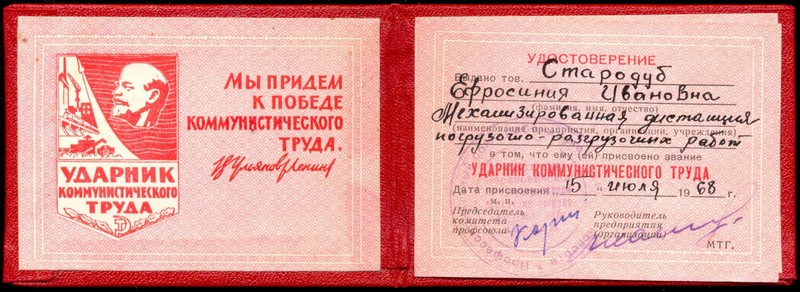 УДАРНИК
КОММУНИСТИЧЕСКОГО
ТРУДА
Мы придем
к победе
коммунистического
труда.
В. Ульянов (Ленин)
УДОСТОВЕРЕНИЕ
Выдано тов. Стародуб
Ефросиния Ивановна
(фамилия, имя, отчество)
Механизированная дистанция
(наименование предприятия, организации, учреждения)
погрузочно-разгрузочних работ
в том, что ему (ей) присвоено звание
УДАРНИК КОММУНИСТИЧЕСКОГО ТРУДА
Дата присвоения „15" июля 1968 г.
м. п.
Председатель комитета профсоюза
Руководитель предприятия (организации)
МТГ.